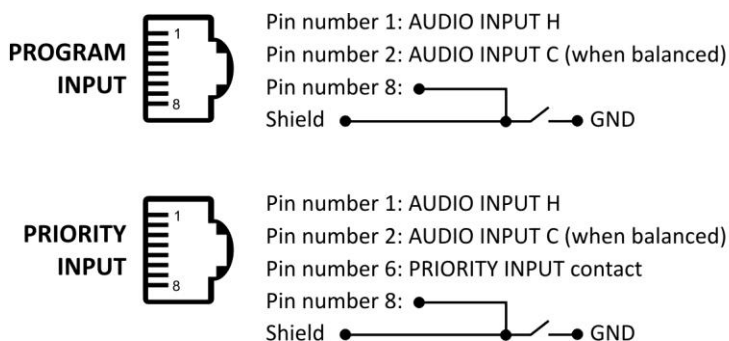 PROGRAM INPUT
1
8
Pin number 1: AUDIO INPUT H
Pin number 2: AUDIO INPUT C (when balanced)
Pin number 8:
Shield
GND
PRIORITY INPUT
1
8
Pin number 1: AUDIO INPUT H
Pin number 2: AUDIO INPUT C (when balanced)
Pin number 6: PRIORITY INPUT contact
Pin number 8:
Shield
GND